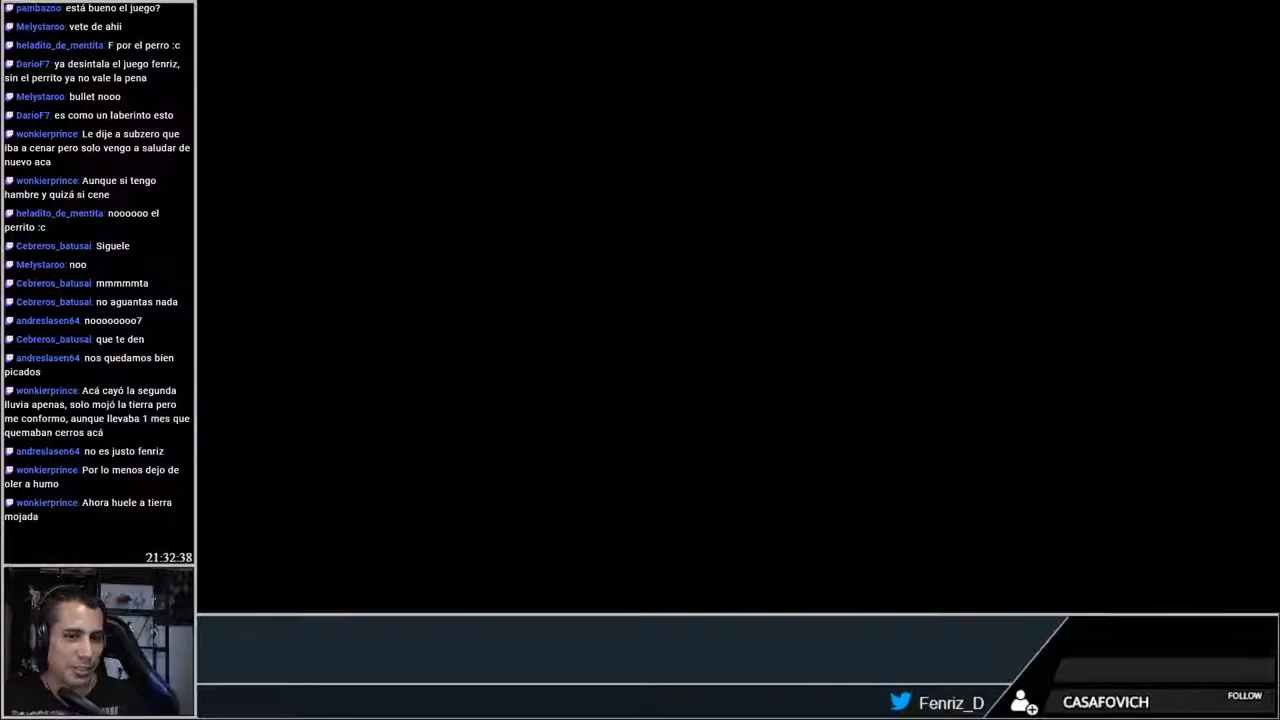 pambazoo: está bueno el juego?
Melystaroo: vete de ahii
heladito_de_mentita: F por el perro :c
DarioF7: ya desintala el juego fenriz,
sin el perrito ya no vale la pena
Melystaroo: bullet nooo
DarioF7: es como un laberinto esto
wonkierprince: Le dije a subzero que
iba a cenar pero solo vengo a saludar de
nuevo aca
wonkierprince: Aunque si tengo
hambre y quizá si cene
heladito_de_mentita: noooooo el
perrito :c
Cebreros_batusai: Siguele
Melystaroo: noo
Cebreros_batusai: mmmmmta
Cebreros_batusai: no aguantas nada
andreslasen64: noooooooo7
Cebreros_batusai: que te den
andreslasen64: nos quedamos bien
picados
wonkierprince: Acá cayó la segunda
lluvia apenas, solo mojó la tierra pero
me conformo, aunque llevaba 1 mes que
quemaban cerros acá
andreslasen64: no es justo fenriz
wonkierprince: Por lo menos dejo de
oler a humo
wonkierprince: Ahora huele a tierra
mojada
21:32:38
Fenriz_D
CASAFOVICH
FOLLOW